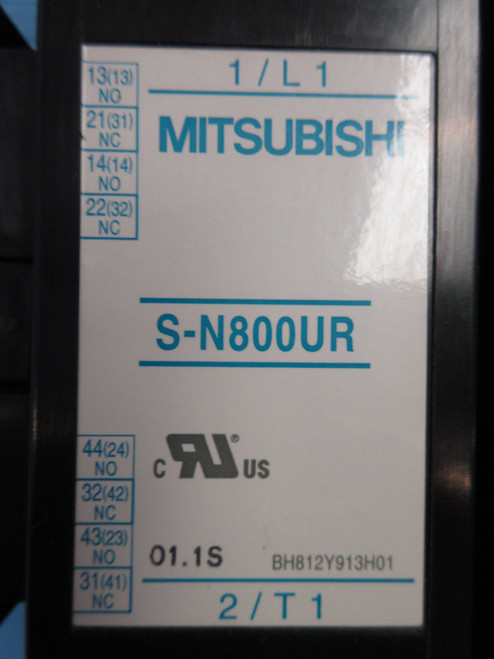 1/L1
13(13)
NO
21(31)
NC
14(14)
NO
22(32)
NC
MITSUBISHI
S-N800UR
44(24)
NO
32(42)
NC
43(23)
NO
31(41)
NC
c RU® US
01.1S
BH812Y913H01
2/T1